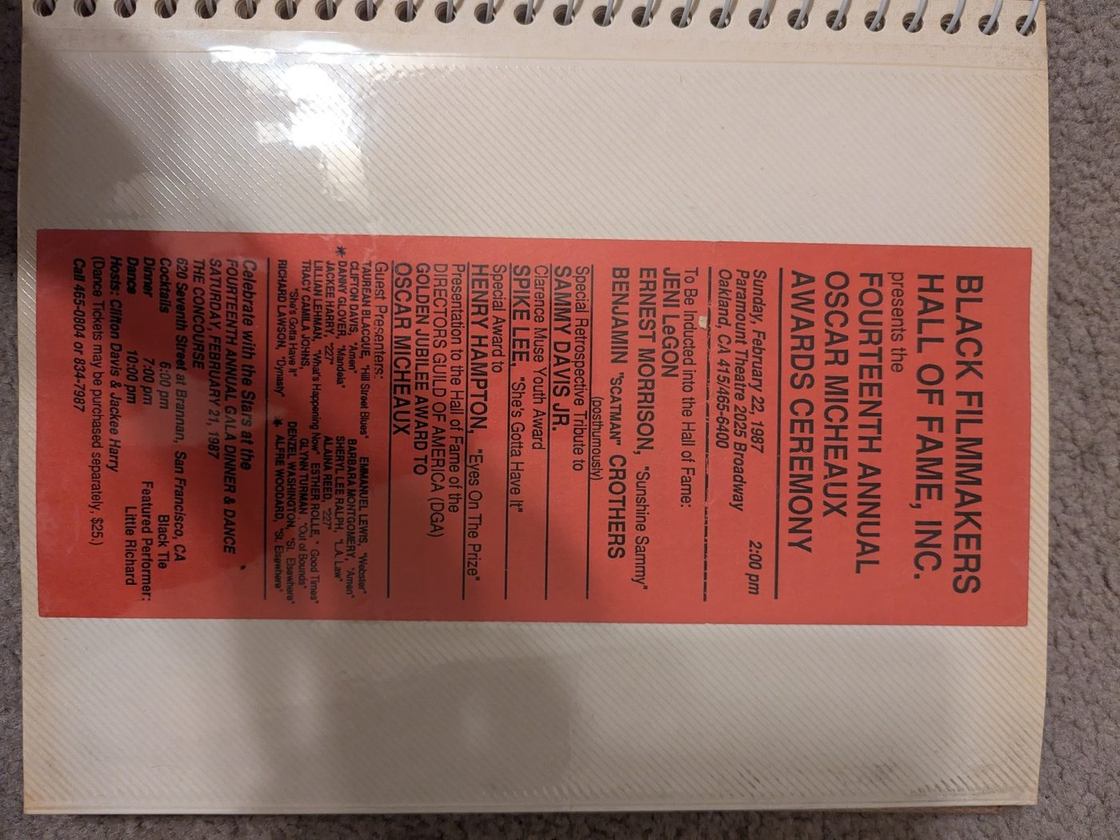 BLACK FILMMAKERS
HALL OF FAME, INC.
presents the
FOURTEENTH ANNUAL
OSCAR MICHEAUX
AWARDS CEREMONY
Sunday, February 22, 1987 2:00 pm
Paramount Theatre 2025 Broadway
Oakland, CA 415/465-6400
To Be Inducted into the Hall of Fame:
JENI LeGON
ERNEST MORRISON, "Sunshine Sammy"
BENJAMIN "SCATMAN" CROTHERS
(posthumously)
Special Retrospective Tribute to
SAMMY DAVIS JR.
Clarence Muse Youth Award
SPIKE LEE, "She's Gotta Have It"
Special Award to
HENRY HAMPTON, "Eyes On The Prize"
Presentation to the Hall of Fame of the
DIRECTORS GUILD OF AMERICA (DGA)
GOLDEN JUBILEE AWARD TO
OSCAR MICHEAUX
Guest Presenters:
TAUREAN BLACQUE, "Hill Street Blues"
CLIFTON DAVIS, "Amen"
* DANNY GLOVER, "Mandela"
JACKEE HARRY, "227"
LILLIAN LEHMAN, "What's Happening Now"
TRACY CAMILA JOHNS,
"She's Gotta Have It"
RICHARD LAWSON, "Dynasty"
EMMANUEL LEWIS, "Webster"
BARBARA MONTGOMERY, "Amen"
SHERYL LEE RALPH, "L.A. Law"
ALAINA REED, "227"
ESTHER ROLLE, "Good Times"
GLYNN TURMAN, "Out of Bounds"
DENZEL WASHINGTON, "St. Elsewhere"
* ALFRE WOODARD, "St. Elsewhere"
Celebrate with the Stars at the
FOURTEENTH ANNUAL GALA DINNER & DANCE *
SATURDAY, FEBRUARY 21, 1987
THE CONCOURSE
620 Seventh Street at Brannan, San Francisco, CA
Cocktails 6:00 pm Black Tie
Dinner 7:00 pm Featured Performer:
Dance 10:00 pm Little Richard
Hosts: Clifton Davis & Jackee Harry
(Dance Tickets may be purchased separately, $25.)
Call 465-0804 or 834-7997